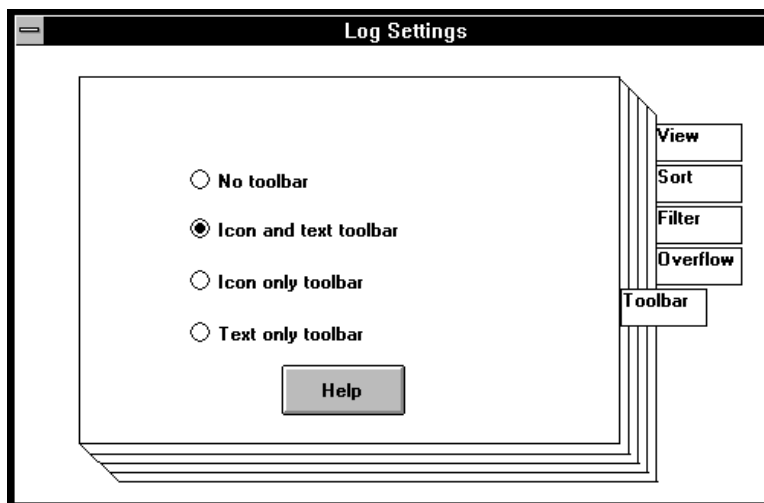 Log Settings
View
Sort
Filter
Overflow
Toolbar
No toolbar
Icon and text toolbar
Icon only toolbar
Text only toolbar
Help